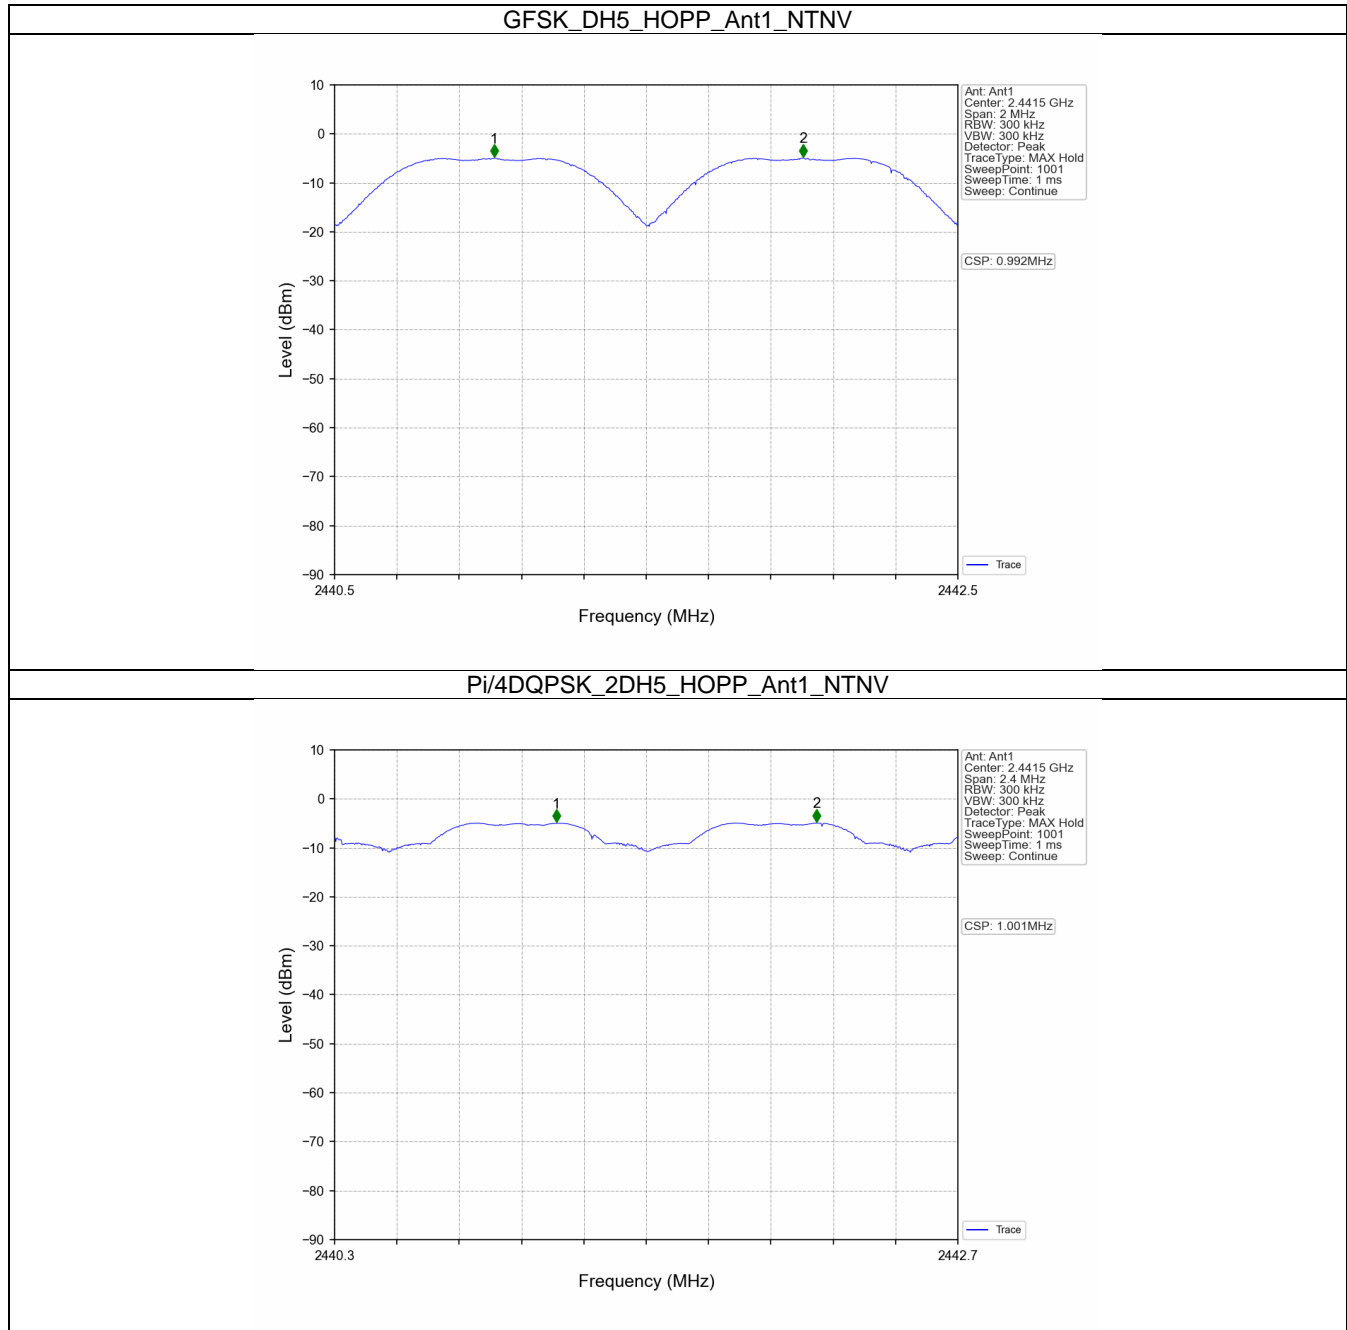 GFSK_DH5_HOPP_Ant1_NTNV
10
0
−10
−20
−30
−40
−50
−60
−70
−80
−90
Level (dBm)
1
2
2440.5
2442.5
Frequency (MHz)
Ant: Ant1
Center: 2.4415 GHz
Span: 2 MHz
RBW: 300 kHz
VBW: 300 kHz
Detector: Peak
TraceType: MAX Hold
SweepPoint: 1001
SweepTime: 1 ms
Sweep: Continue
CSP: 0.992MHz
Trace
Pi/4DQPSK_2DH5_HOPP_Ant1_NTNV
10
0
−10
−20
−30
−40
−50
−60
−70
−80
−90
Level (dBm)
1
2
2440.3
2442.7
Frequency (MHz)
Ant: Ant1
Center: 2.4415 GHz
Span: 2.4 MHz
RBW: 300 kHz
VBW: 300 kHz
Detector: Peak
TraceType: MAX Hold
SweepPoint: 1001
SweepTime: 1 ms
Sweep: Continue
CSP: 1.001MHz
Trace